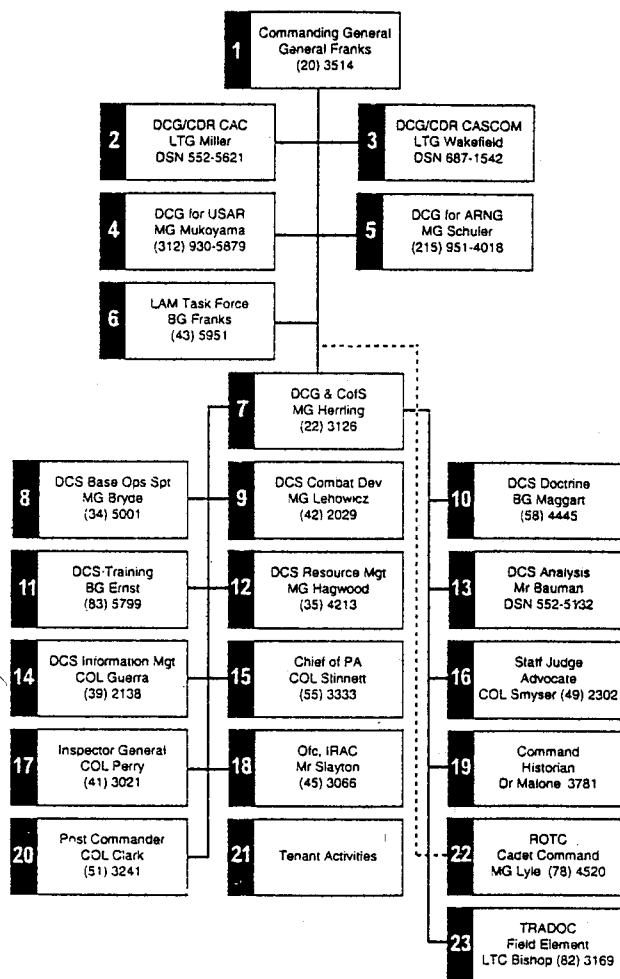 1
Commanding General
General Franks
(20) 3514
2
DCG/CDR CAC
LTG Miller
DSN 552-5621
3
DCG/CDR CASCOM
LTG Wakefield
DSN 687-1542
4
DCG for USAR
MG Mukoyama
(312) 930-5879
5
DCG for ARNG
MG Schuler
(215) 951-4018
6
LAM Task Force
BG Franks
(43) 5951
7
DCG & CofS
MG Herrling
(22) 3126
8
DCS Base Ops Spt
MG Bryde
(34) 5001
9
DCS Combat Dev
MG Lehowicz
(42) 2029
10
DCS Doctrine
BG Maggart
(58) 4445
11
DCS-Training
BG Ernst
(83) 5799
12
DCS Resource Mgt
MG Hagwood
(35) 4213
13
DCS Analysis
Mr Bauman
DSN 552-5132
14
DCS Information Mgt
COL Guerra
(39) 2138
15
Chief of PA
COL Stinnett
(55) 3333
16
Staff Judge
Advocate
COL Smyser (49) 2302
17
Inspector General
COL Perry
(41) 3021
18
Ofc, IRAC
Mr Slayton
(45) 3066
19
Command
Historian
Dr Malone 3781
20
Post Commander
COL Clark
(51) 3241
21
Tenant Activities
22
ROTC
Cadet Command
MG Lyle (78) 4520
23
TRADOC
Field Element
LTC Bishop (82) 3169